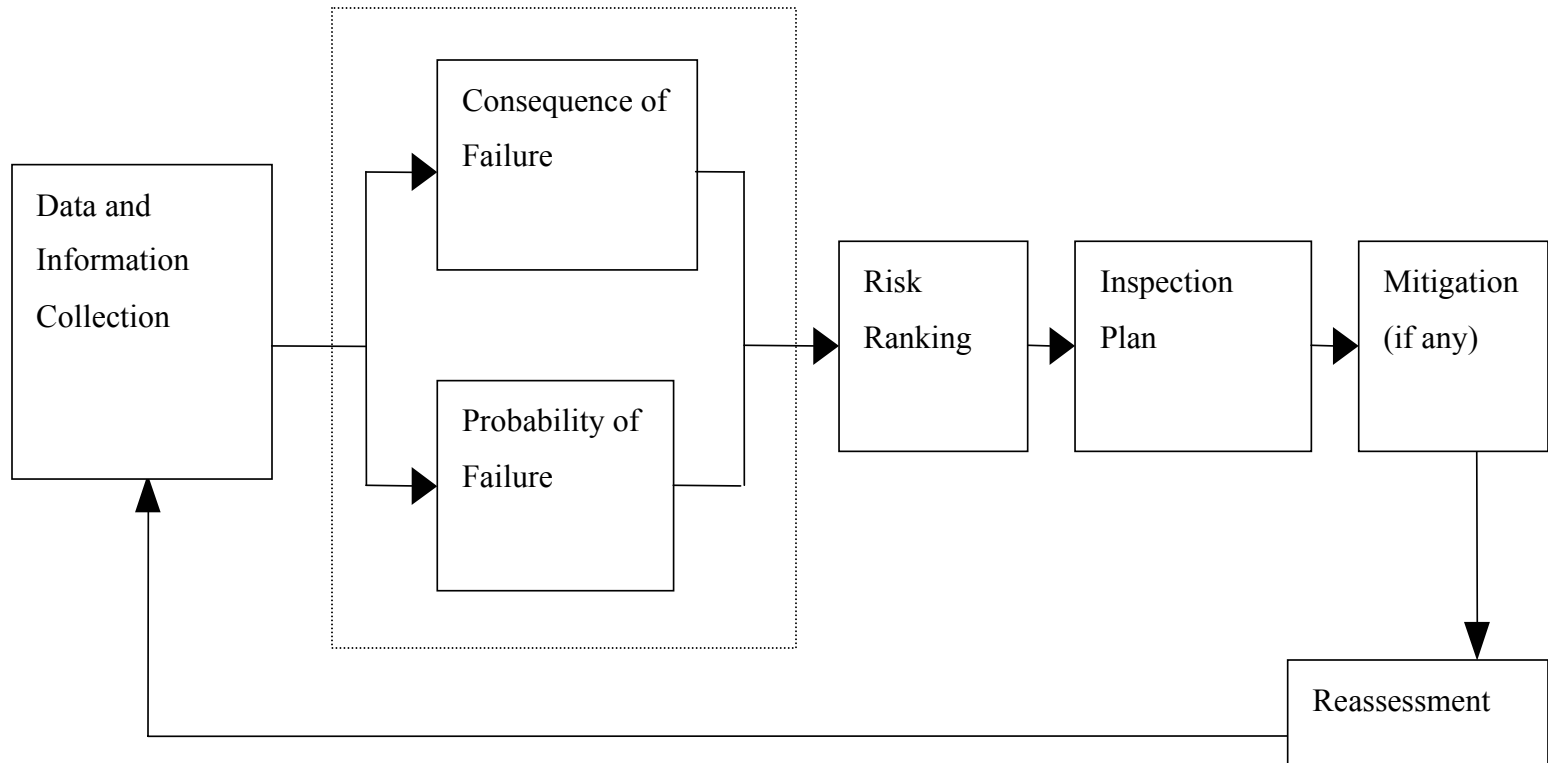 Data and
Information
Collection
Consequence of
Failure
Probability of
Failure
Risk
Ranking
Inspection
Plan
Mitigation
(if any)
Reassessment